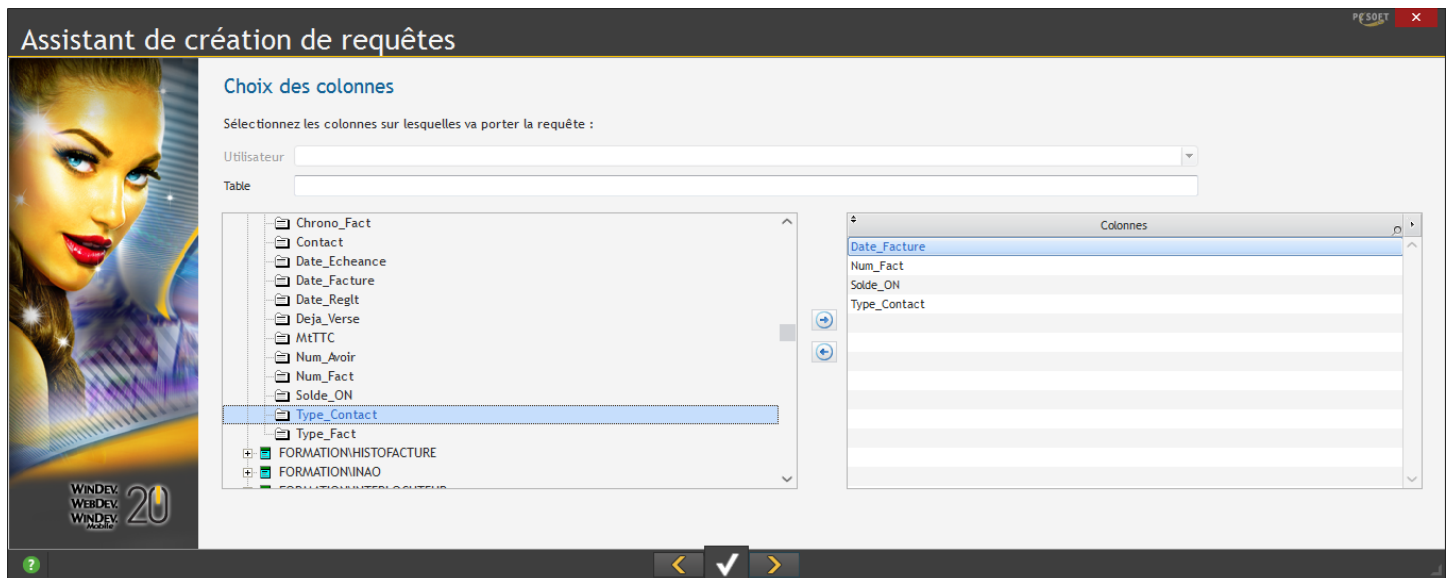 PCSOFT
Assistant de création de requêtes
Choix des colonnes
Sélectionnez les colonnes sur lesquelles va porter la requête :
Utilisateur
Table
Chrono_Fact
Contact
Date_Echeance
Date_Facture
Date_Reglt
Deja_Verse
MtTTC
Num_Avoir
Num_Fact
Solde_ON
Type_Contact
Type_Fact
FORMATION\HISTOFACTURE
FORMATION\INAO
FORMATION\INTERLOCUTEUR
Colonnes
Date_Facture
Num_Fact
Solde_ON
Type_Contact
WINDEV.
WEBDEV.
WINDEV.
Mobile
20